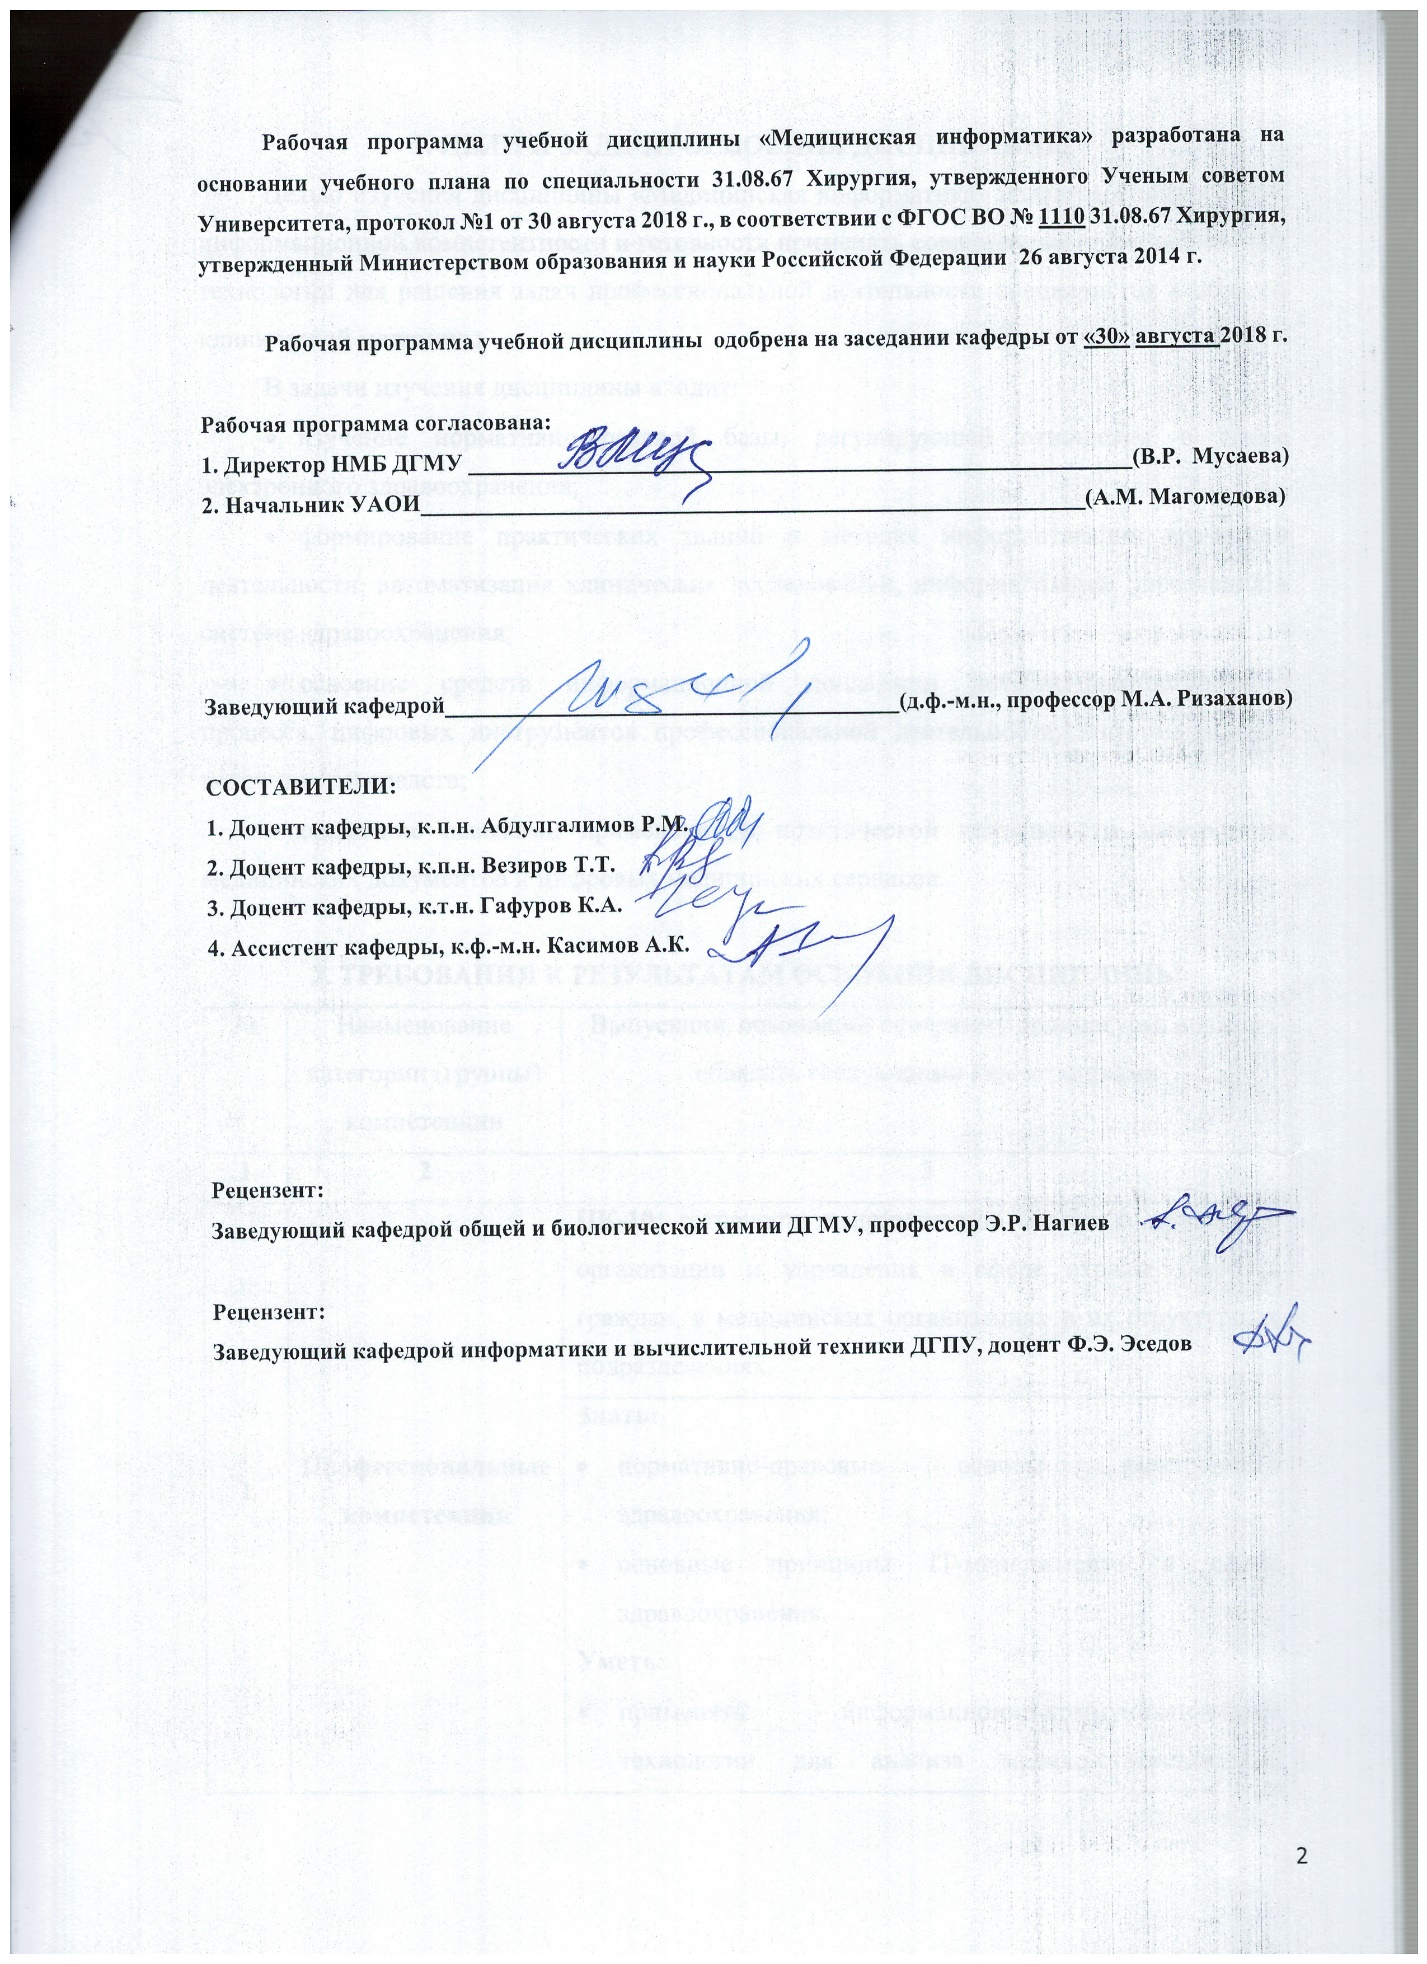 Рабочая программа учебной дисциплины «Медицинская информатика» разработана на
основании учебного плана по специальности 31.08.67 Хирургия, утвержденного Ученым советом
Университета, протокол №1 от 30 августа 2018 г., в соответствии с ФГОС ВО № 1110 31.08.67 Хирургия,
утвержденный Министерством образования и науки Российской Федерации 26 августа 2014 г.
Рабочая программа учебной дисциплины одобрена на заседании кафедры от «30» августа 2018 г.
Рабочая программа согласована:
1. Директор НМБ ДГМУ (В.Р. Мусаева)
2. Начальник УАОИ (А.М. Магомедова)
Заведующий кафедрой (д.ф.-м.н., профессор М.А. Ризаханов)
СОСТАВИТЕЛИ:
1. Доцент кафедры, к.п.н. Абдулгалимов Р.М.
2. Доцент кафедры, к.п.н. Везиров Т.Т.
3. Доцент кафедры, к.т.н. Гафуров К.А.
4. Ассистент кафедры, к.ф.-м.н. Касимов А.К.
Рецензент:
Заведующий кафедрой общей и биологической химии ДГМУ, профессор Э.Р. Нагиев
Рецензент:
Заведующий кафедрой информатики и вычислительной техники ДГПУ, доцент Ф.Э. Эседов
2